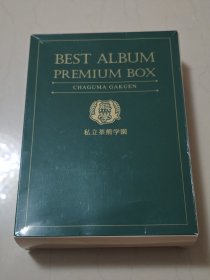 BEST ALBUM
PREMIUM BOX
CHAGUMA GAKUEN
私立茶熊学園